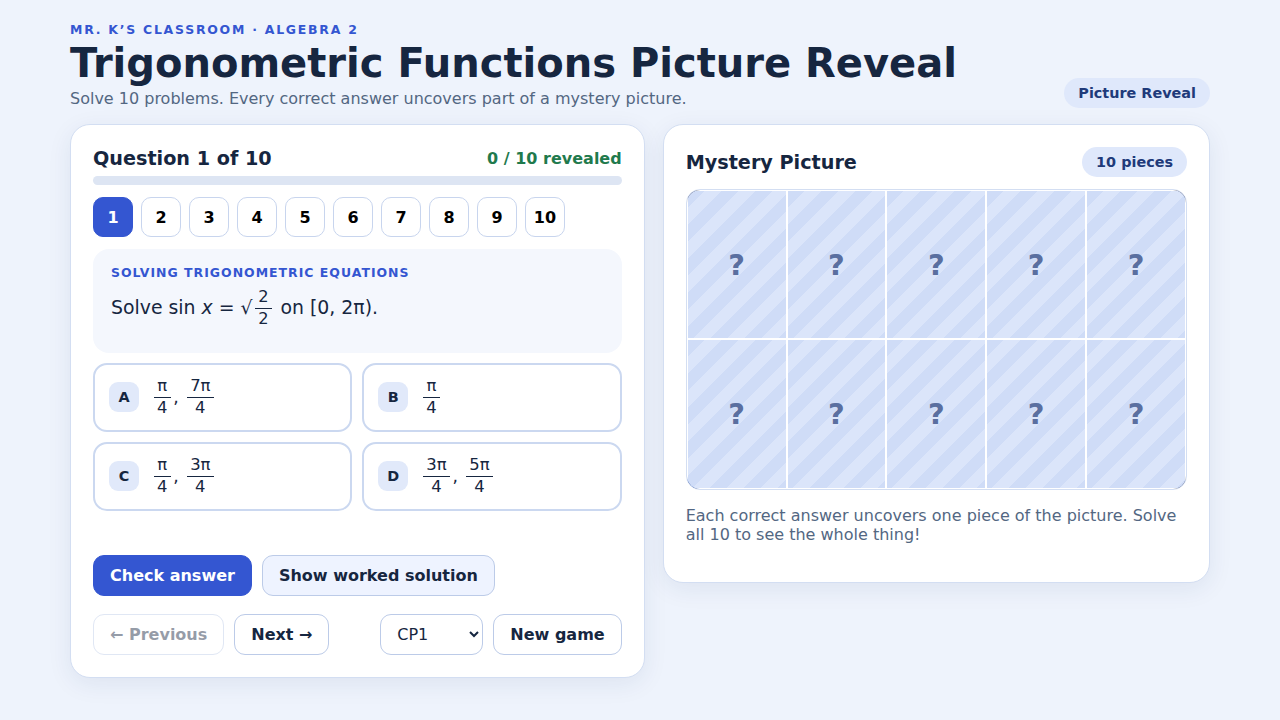 MR. K’S CLASSROOM · ALGEBRA 2
Trigonometric Functions Picture Reveal
Solve 10 problems. Every correct answer uncovers part of a mystery picture.
Picture Reveal
Question 1 of 10
0 / 10 revealed
1 2 3 4 5 6 7 8 9 10
SOLVING TRIGONOMETRIC EQUATIONS
Solve sin x = √2/2 on [0, 2π).
A π/4, 7π/4
B π/4
C π/4, 3π/4
D 3π/4, 5π/4
Check answer
Show worked solution
← Previous
Next →
CP1
New game
Mystery Picture
10 pieces
? ? ? ? ?
? ? ? ? ?
Each correct answer uncovers one piece of the picture. Solve
all 10 to see the whole thing!